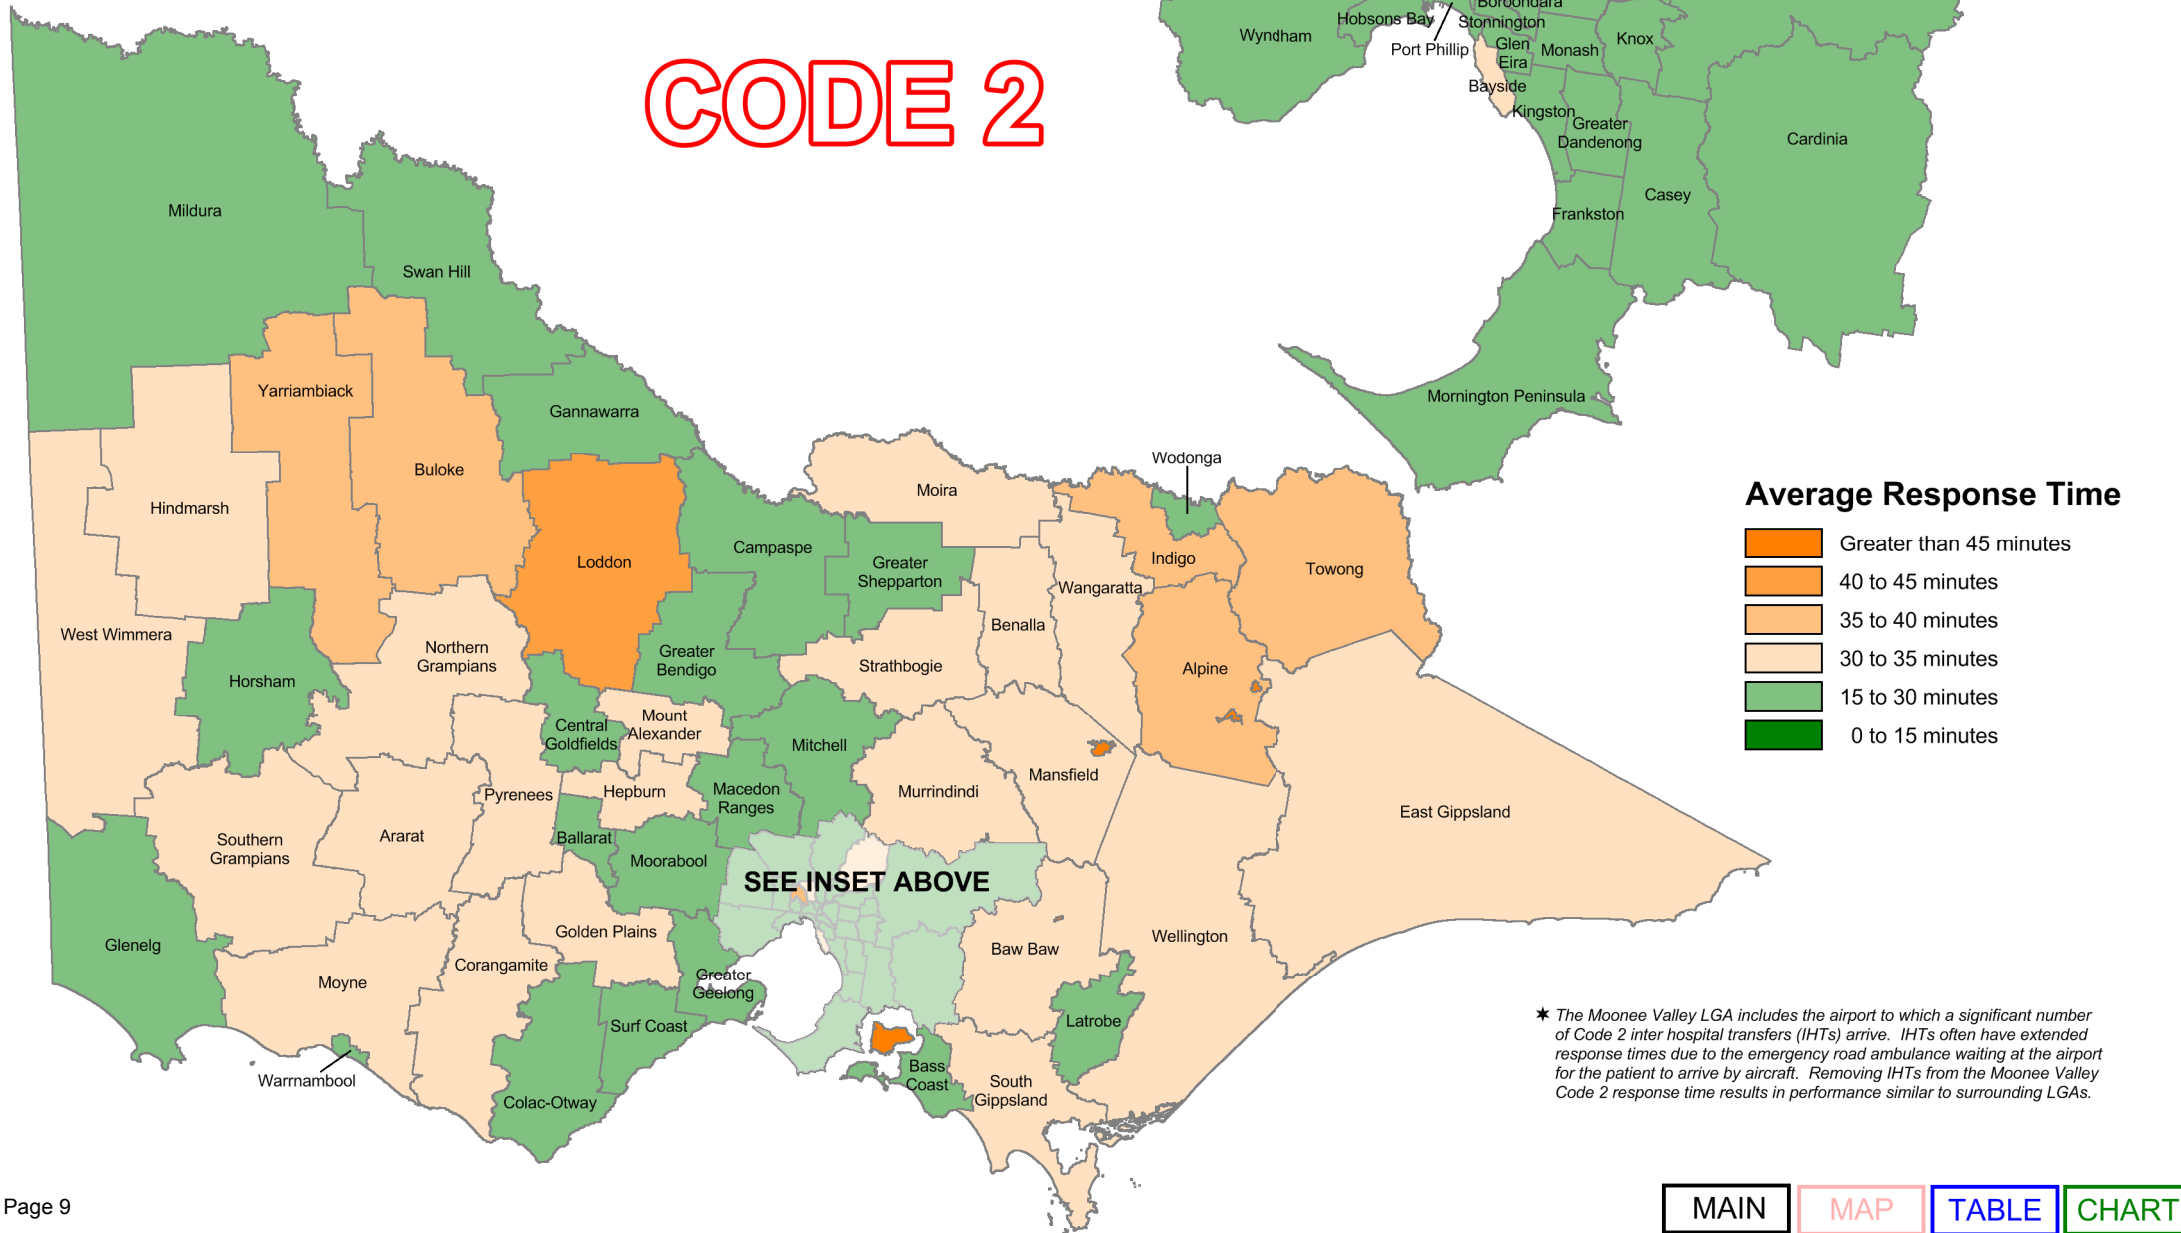 Boroondara
Hobsons Bay
Stonnington
Wyndham
Port Phillip
Glen
Eira
Monash
Knox
Bayside
Kingston
Greater
Dandenong
Cardinia
Casey
Frankston
Mornington Peninsula
CODE 2
Mildura
Swan Hill
Yarriambiack
Gannawarra
Buloke
Hindmarsh
Loddon
Moira
Wodonga
Campaspe
Greater
Shepparton
Indigo
Towong
Wangaratta
Benalla
West Wimmera
Northern
Grampians
Greater
Bendigo
Strathbogie
Alpine
Horsham
Central
Goldfields
Mount
Alexander
Mitchell
Mansfield
Murrindindi
Pyrenees
Hepburn
Macedon
Ranges
East Gippsland
Southern
Grampians
Ararat
Ballarat
Moorabool
SEE INSET ABOVE
Glenelg
Golden Plains
Baw Baw
Wellington
Moyne
Corangamite
Greater
Geelong
Surf Coast
Latrobe
Warrnambool
Colac-Otway
Bass
Coast
South
Gippsland
Average Response Time
Greater than 45 minutes
40 to 45 minutes
35 to 40 minutes
30 to 35 minutes
15 to 30 minutes
0 to 15 minutes
✶ The Moonee Valley LGA includes the airport to which a significant number
of Code 2 inter hospital transfers (IHTs) arrive.  IHTs often have extended
response times due to the emergency road ambulance waiting at the airport
for the patient to arrive by aircraft.  Removing IHTs from the Moonee Valley
Code 2 response time results in performance similar to surrounding LGAs.
Page 9
MAIN MAP TABLE CHART